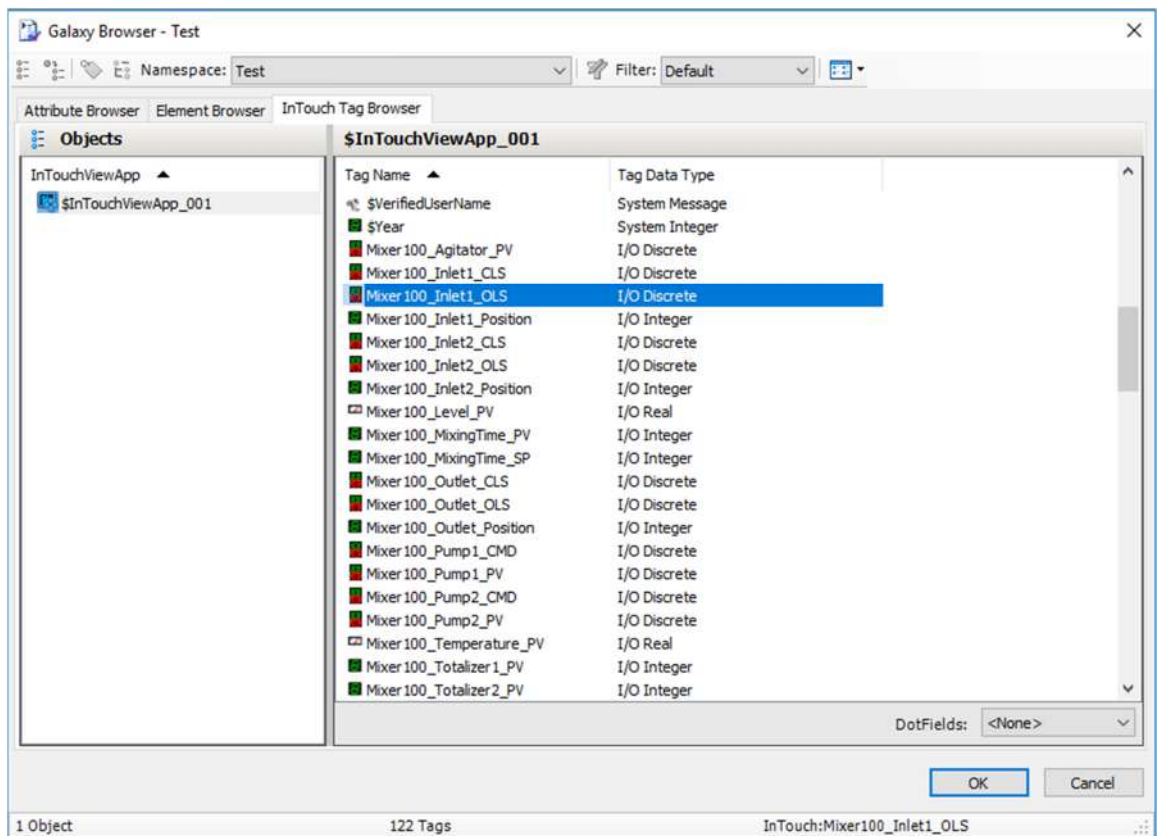 Galaxy Browser - Test
Namespace: Test Filter: Default
Attribute Browser Element Browser InTouch Tag Browser
Objects $InTouchViewApp_001
InTouchViewApp Tag Name Tag Data Type
$InTouchViewApp_001 $VerifiedUserName System Message
$Year System Integer
Mixer100_Agitator_PV I/O Discrete
Mixer100_Inlet1_CLS I/O Discrete
Mixer100_Inlet1_OLS I/O Discrete
Mixer100_Inlet1_Position I/O Integer
Mixer100_Inlet2_CLS I/O Discrete
Mixer100_Inlet2_OLS I/O Discrete
Mixer100_Inlet2_Position I/O Integer
Mixer100_Level_PV I/O Real
Mixer100_MixingTime_PV I/O Integer
Mixer100_MixingTime_SP I/O Integer
Mixer100_Outlet_CLS I/O Discrete
Mixer100_Outlet_OLS I/O Discrete
Mixer100_Outlet_Position I/O Integer
Mixer100_Pump1_CMD I/O Discrete
Mixer100_Pump1_PV I/O Discrete
Mixer100_Pump2_CMD I/O Discrete
Mixer100_Pump2_PV I/O Discrete
Mixer100_Temperature_PV I/O Real
Mixer100_Totalizer1_PV I/O Integer
Mixer100_Totalizer2_PV I/O Integer
DotFields: <None>
OK Cancel
1 Object 122 Tags InTouch:Mixer100_Inlet1_OLS